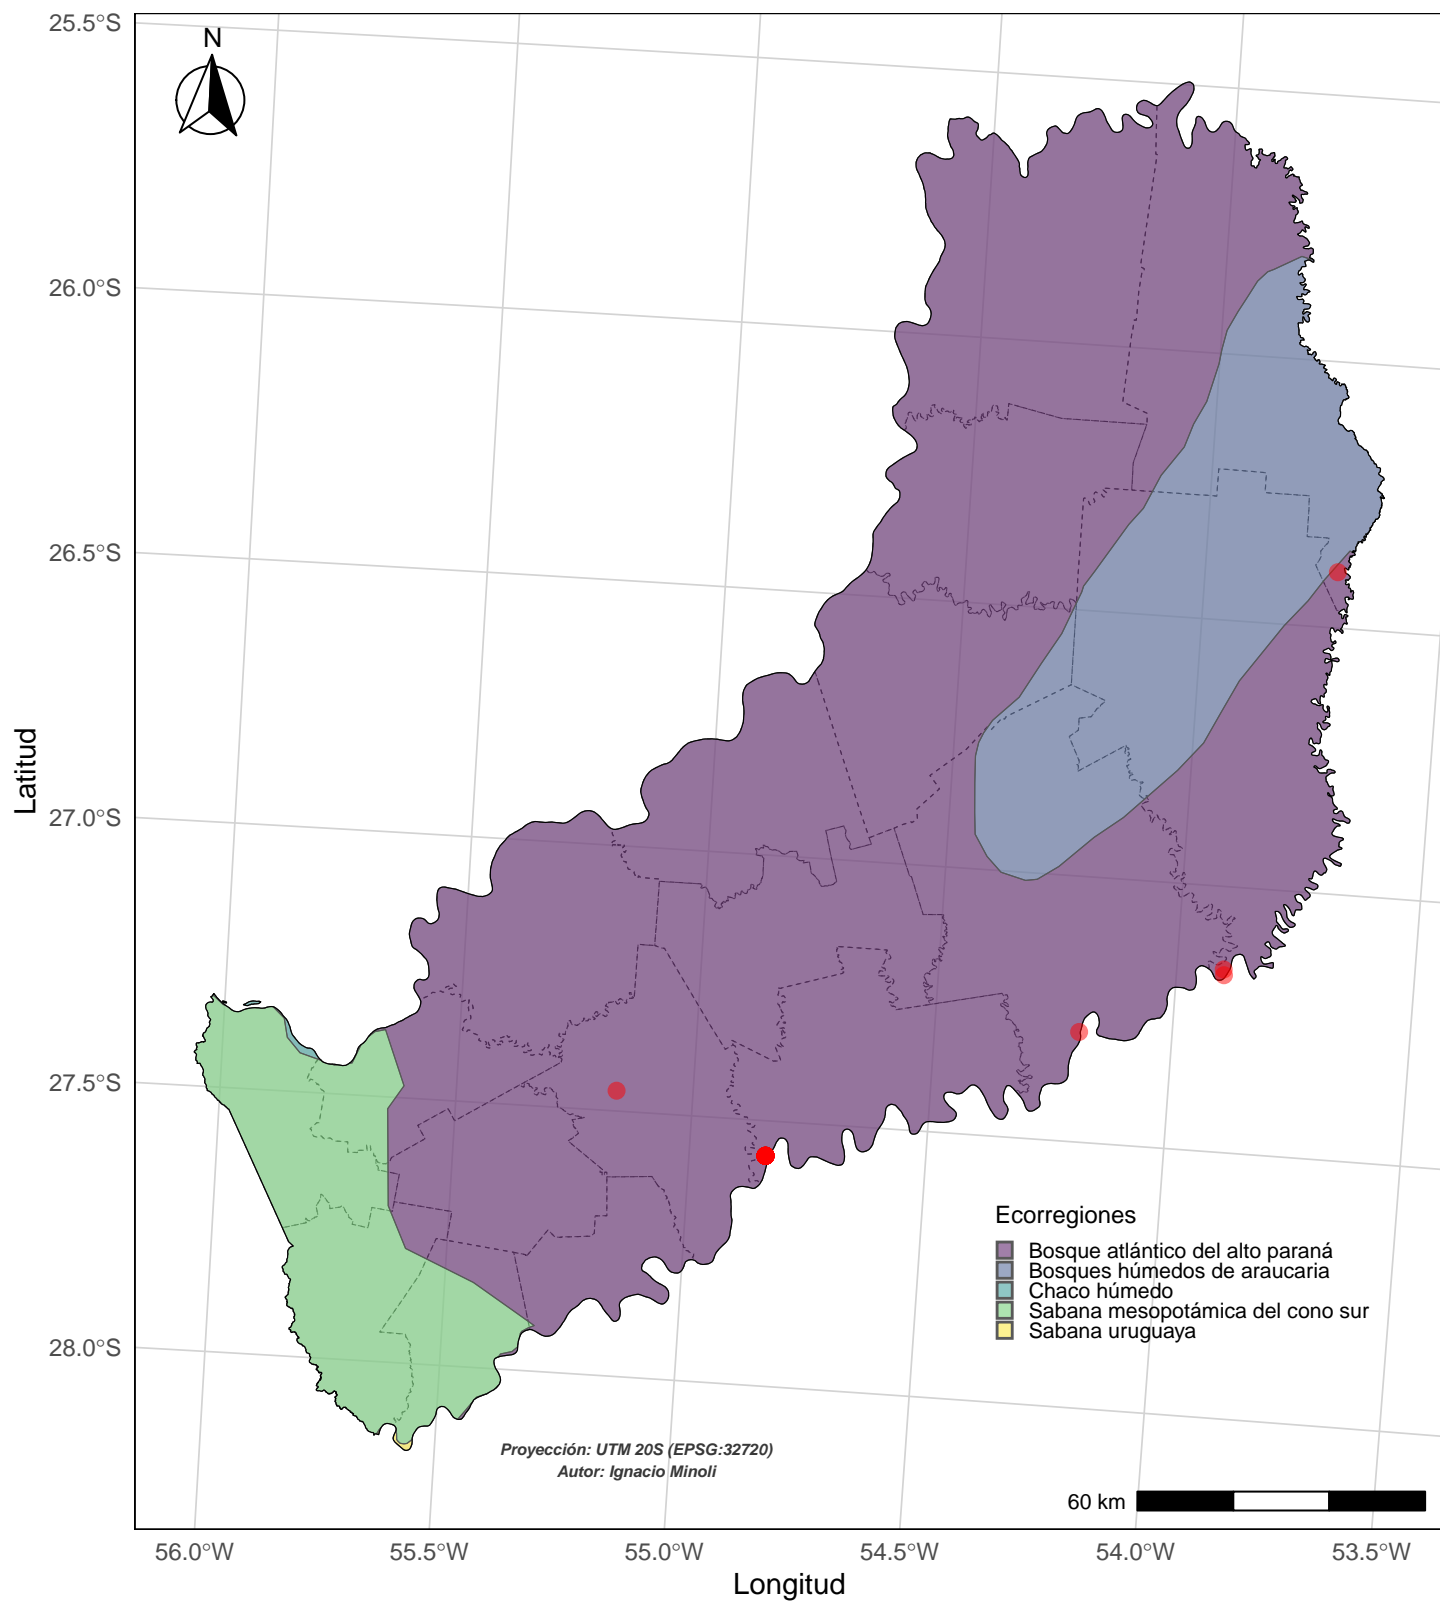 N
25.5°S
26.0°S
26.5°S
27.0°S
27.5°S
28.0°S
Latitud
Ecorregiones
Bosque atlántico del alto paraná
Bosques húmedos de araucaria
Chaco húmedo
Sabana mesopotámica del cono sur
Sabana uruguaya
Proyección: UTM 20S (EPSG:32720)
Autor: Ignacio Minoli
60 km
56.0°W
55.5°W
55.0°W
54.5°W
54.0°W
53.5°W
Longitud